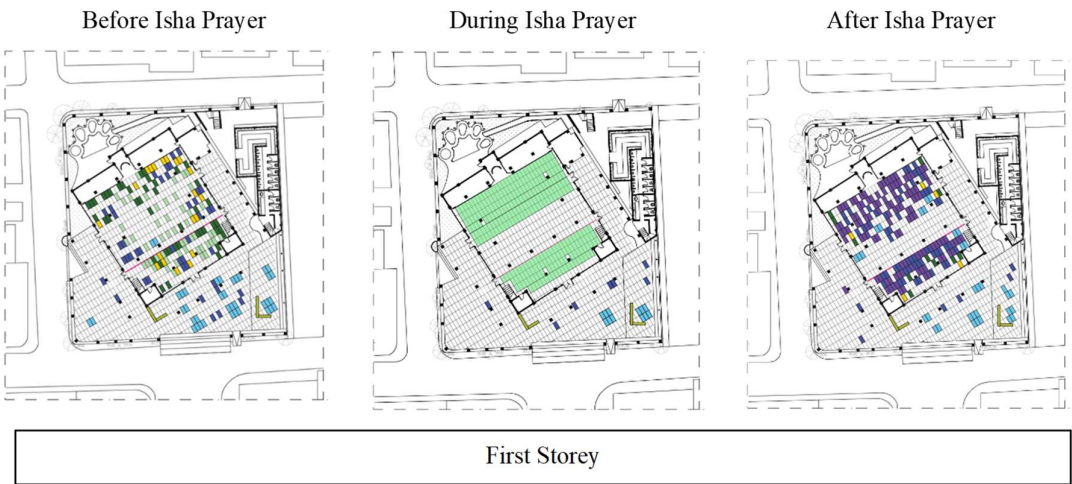 Before Isha Prayer
During Isha Prayer
After Isha Prayer
First Storey